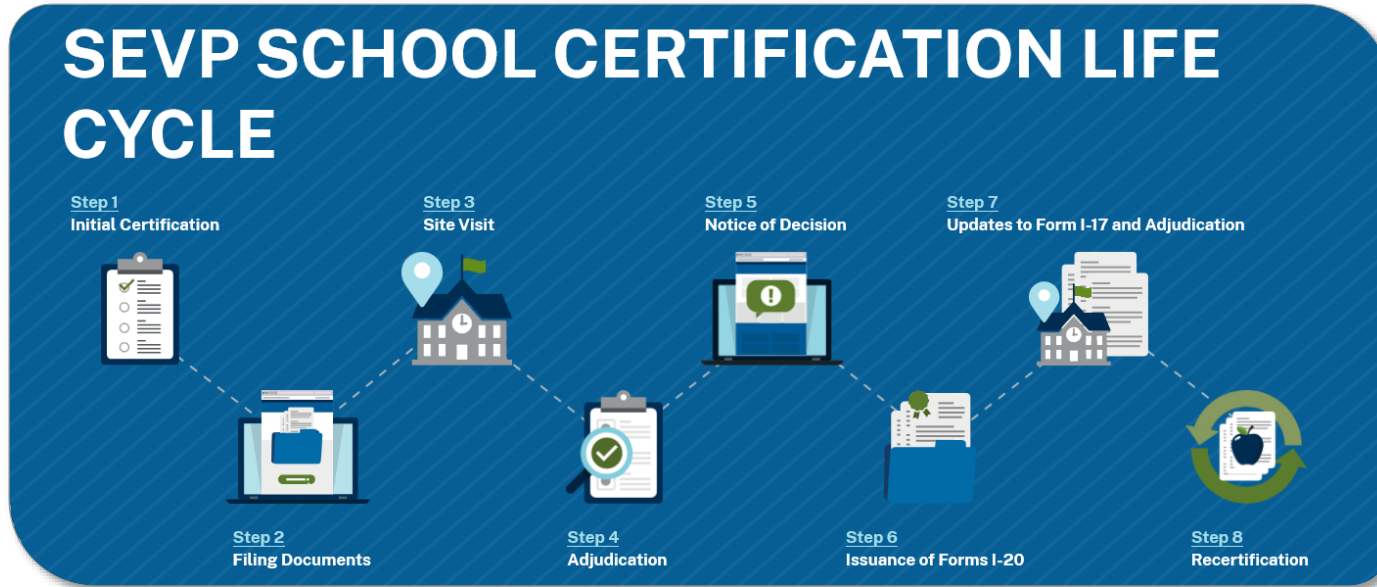 SEVP SCHOOL CERTIFICATION LIFE
CYCLE
Step 1
Initial Certification
Step 2
Filing Documents
Step 3
Site Visit
Step 4
Adjudication
Step 5
Notice of Decision
Step 6
Issuance of Forms I-20
Step 7
Updates to Form I-17 and Adjudication
Step 8
Recertification